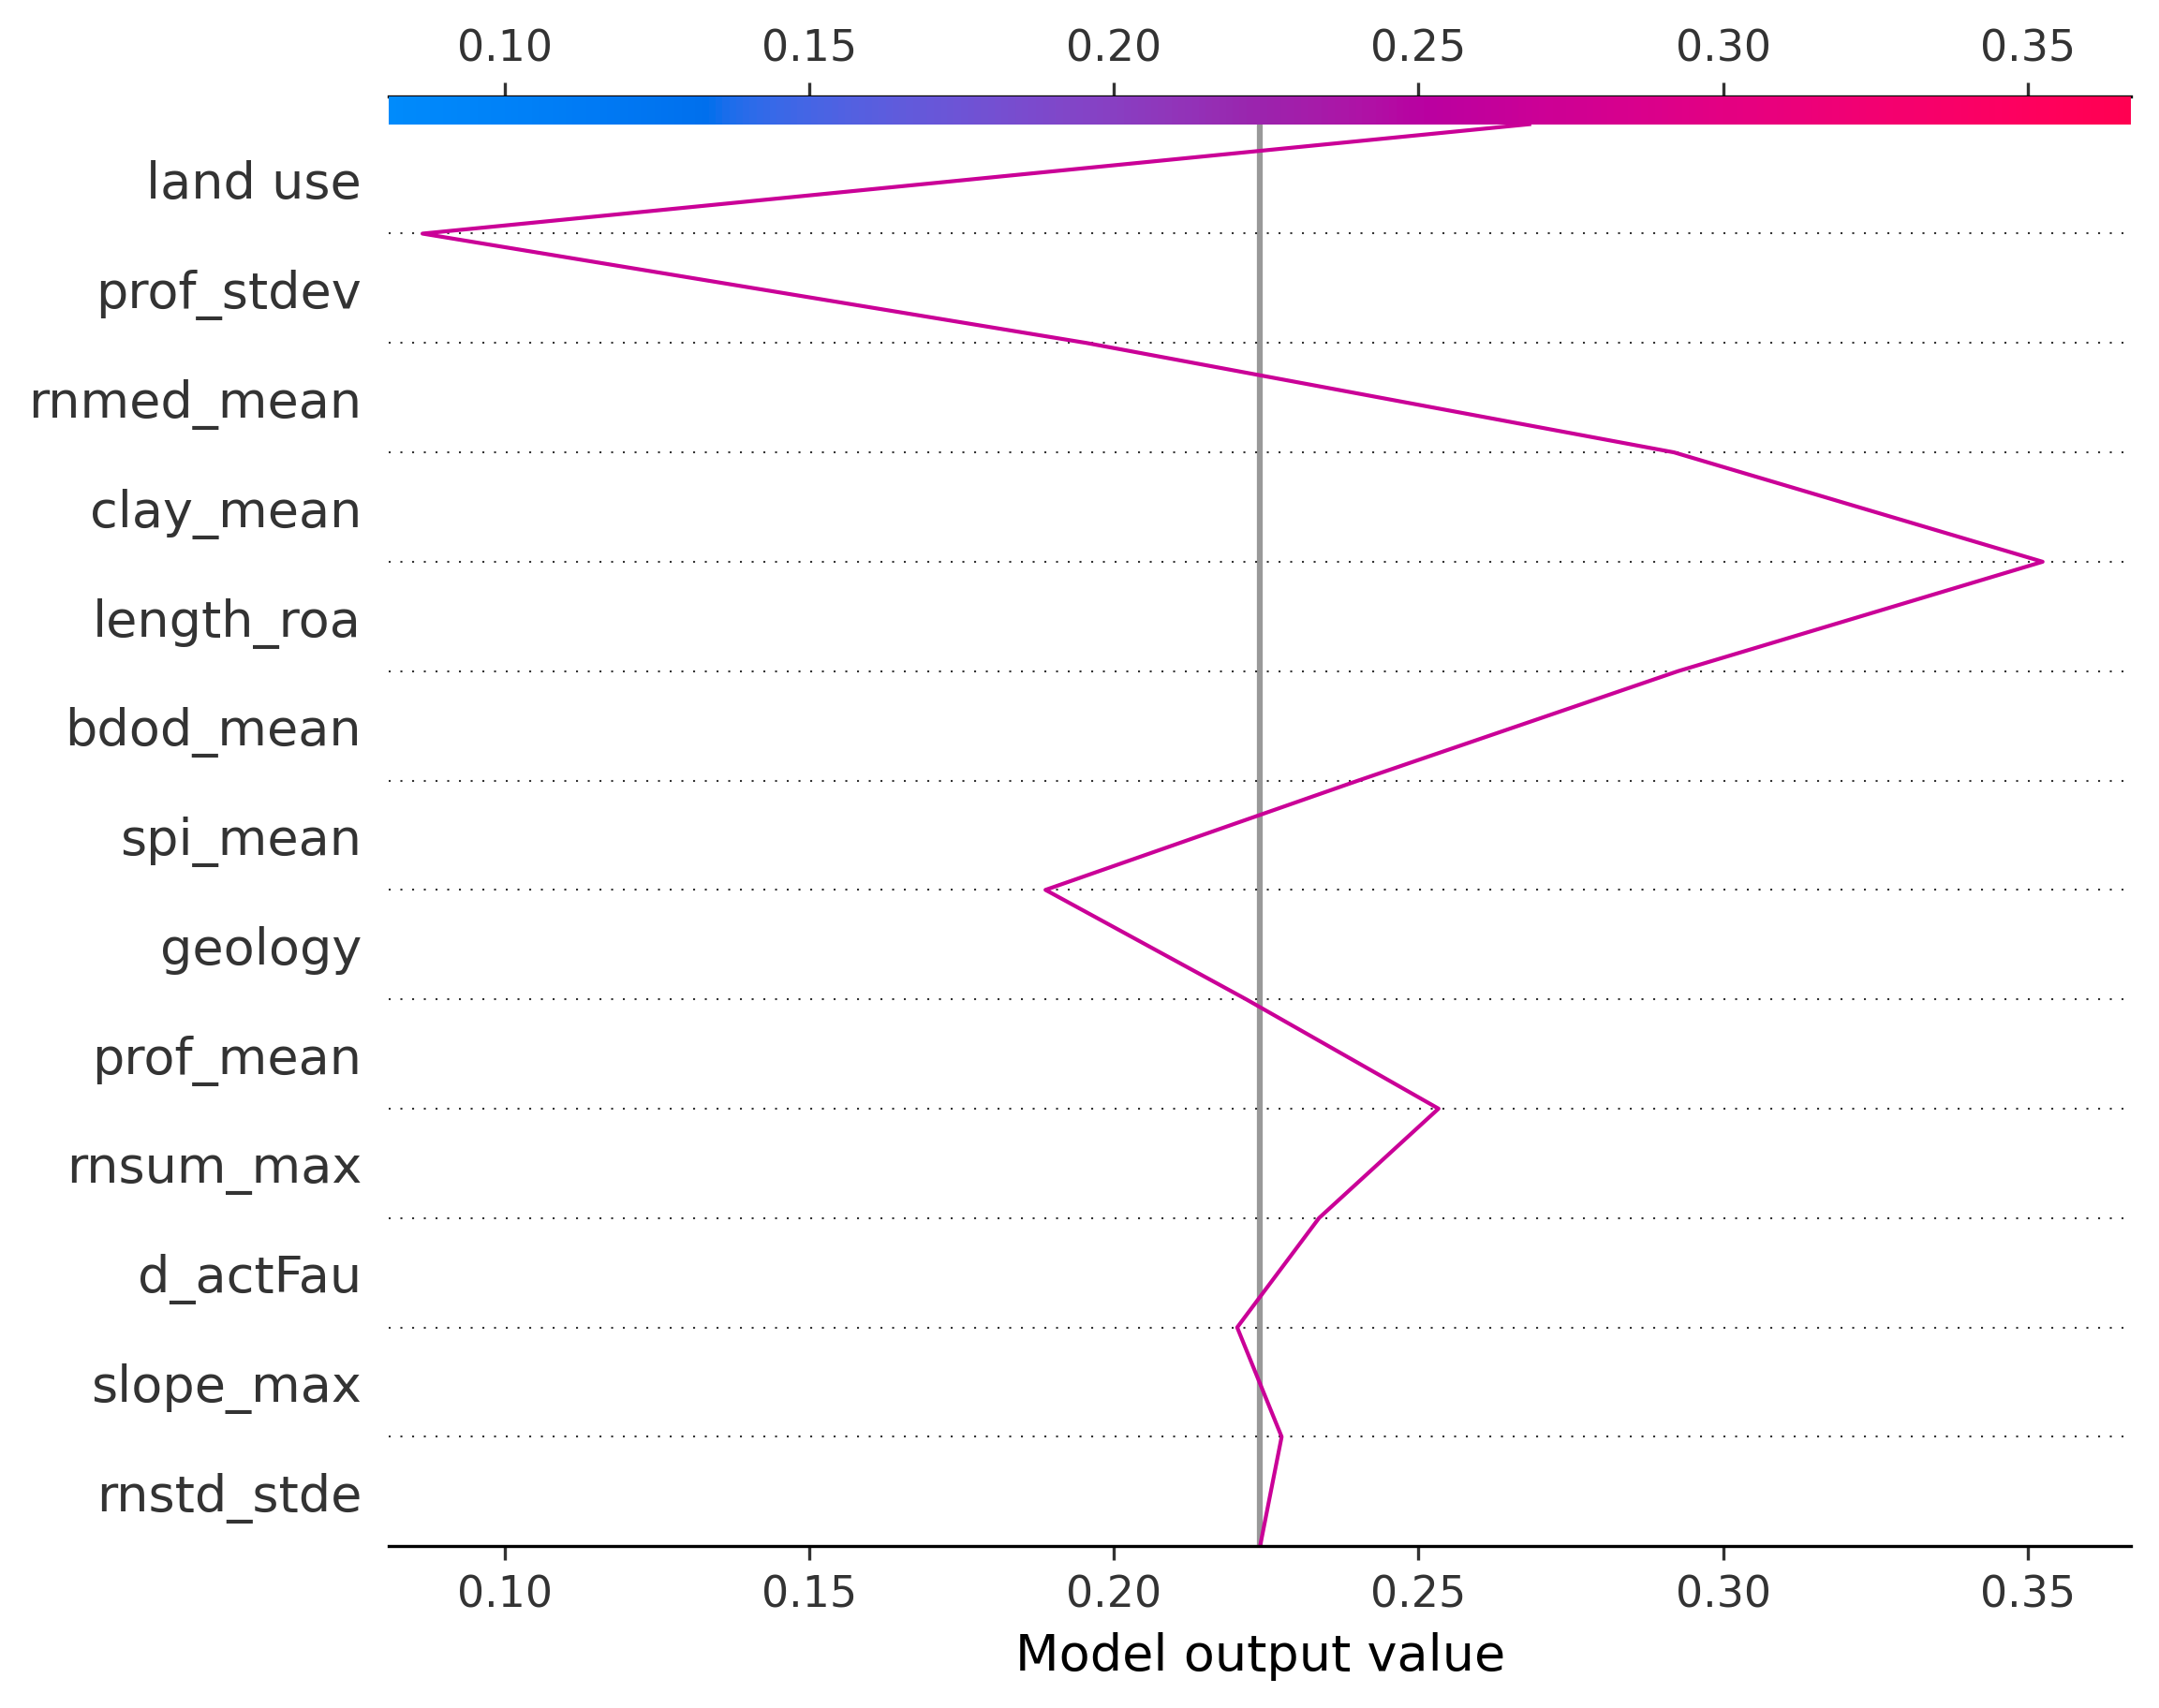 0.10 0.15 0.20 0.25 0.30 0.35
land use
prof_stdev
rnmed_mean
clay_mean
length_roa
bdod_mean
spi_mean
geology
prof_mean
rnsum_max
d_actFau
slope_max
rnstd_stde
0.10 0.15 0.20 0.25 0.30 0.35
Model output value